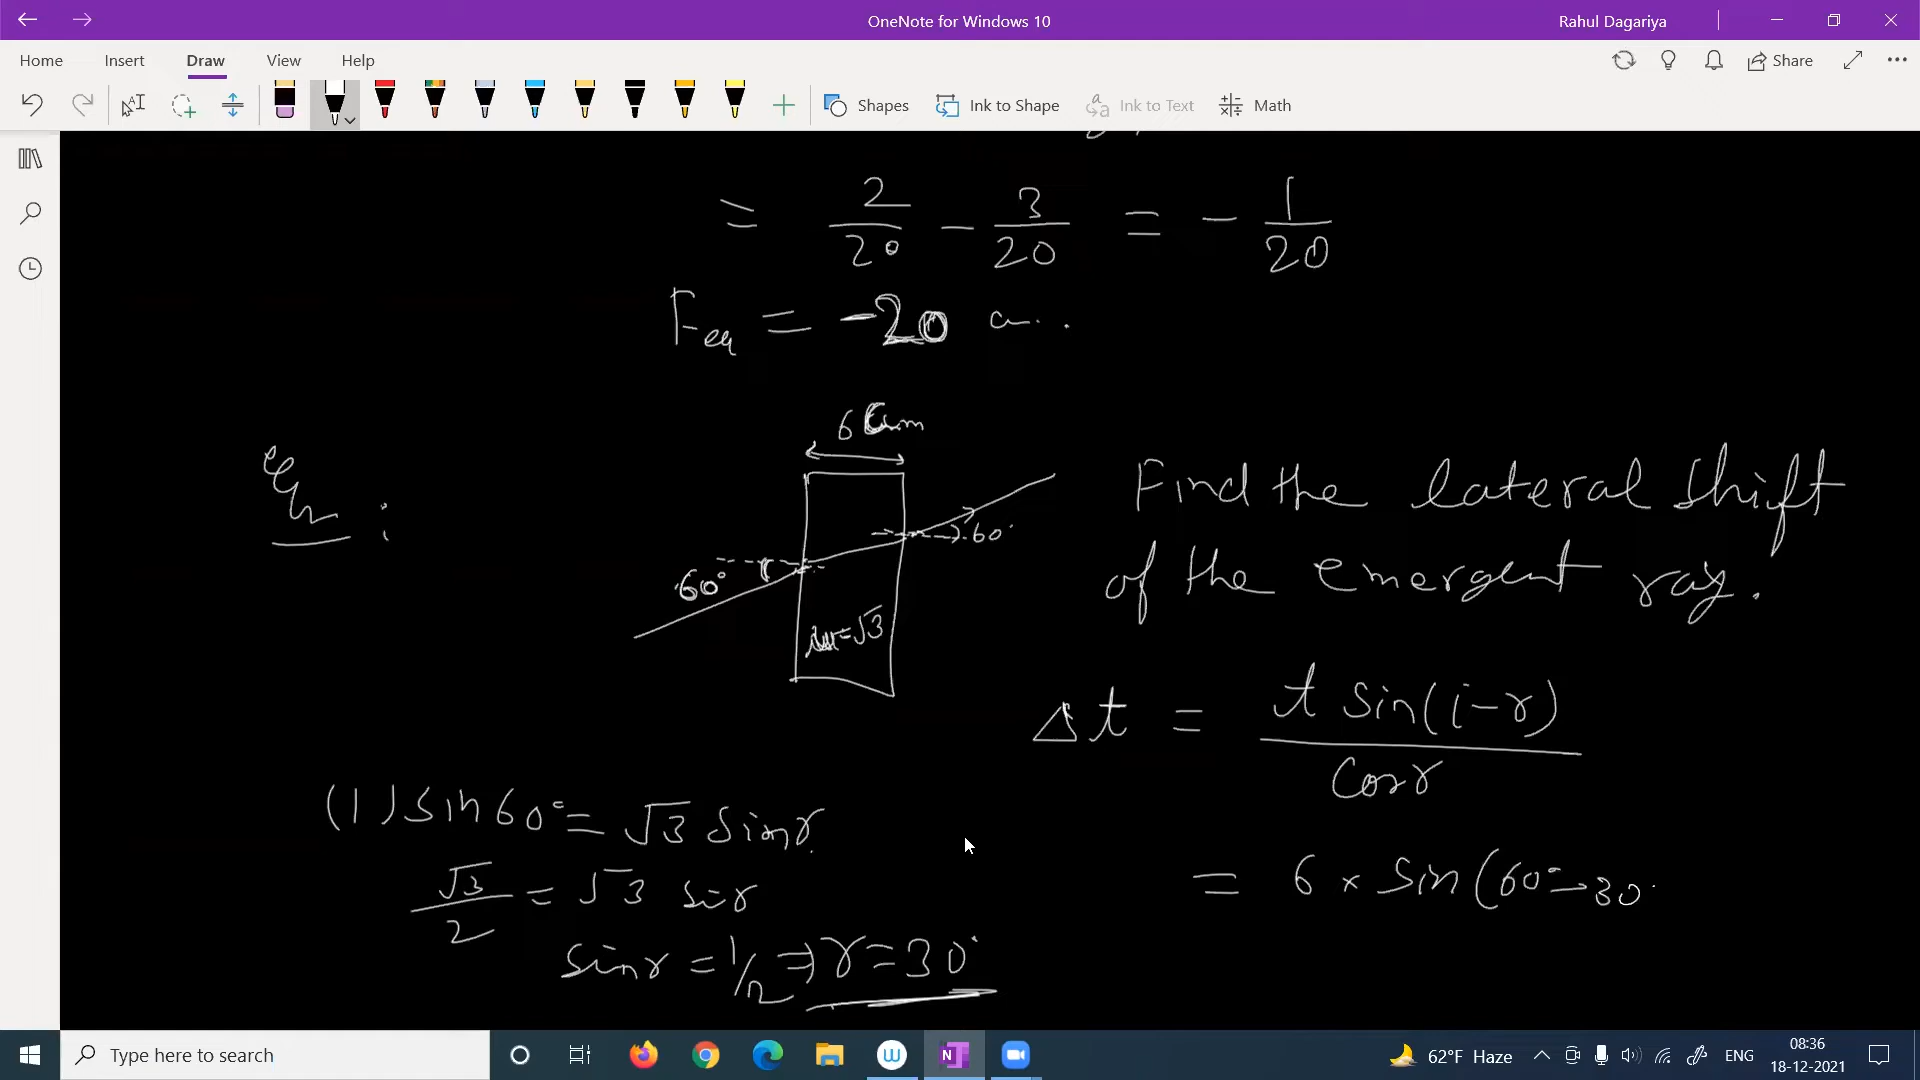 OneNote for Windows 10
Rahul Dagariya
Home Insert Draw View Help
Share
Shapes Ink to Shape Ink to Text Math
= 2/20 - 3/20 = - 1/20
Feq = -20
6 cm
60°
60°
μ=√3
Find the lateral shift
of the emergent ray.
Δt = t sin(i-r) / cos r
(1) sin 60° = √3 sin r
√3/2 = √3 sin r
sin r = 1/2 ⇒ r = 30°
= 6 × sin(60° - 30°
Type here to search
W
N
62°F Haze
ENG
08:36
18-12-2021